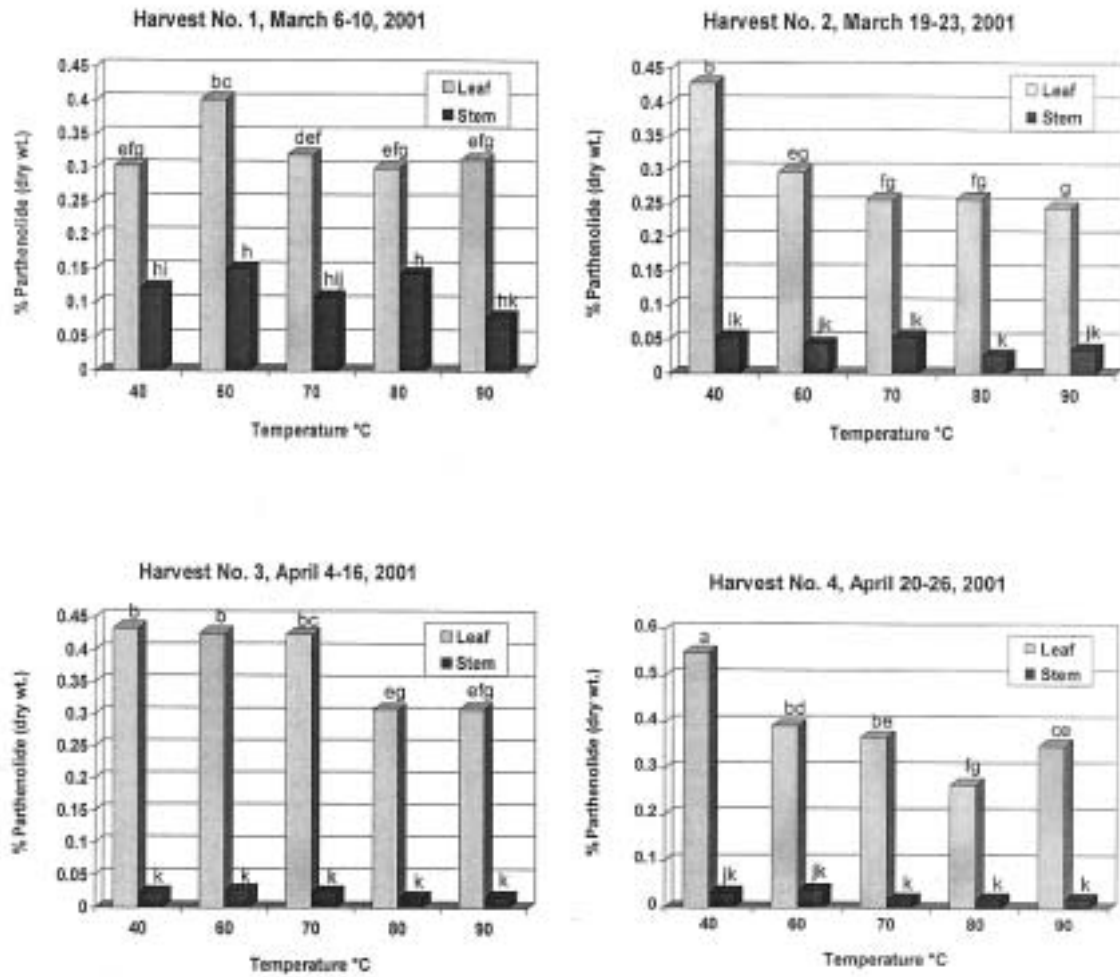 Harvest No. 1, March 6-10, 2001
% Parthenolide (dry wt.)
0.45
0.4
0.35
0.3
0.25
0.2
0.15
0.1
0.05
0
Leaf
Stem
efg
bc
def
efg
efg
hi
h
hij
h
hk
40
60
70
80
90
Temperature °C
Harvest No. 2, March 19-23, 2001
% Parthenolide (dry wt.)
0.45
0.4
0.35
0.3
0.25
0.2
0.15
0.1
0.05
0
Leaf
Stem
b
eg
fg
fg
g
ik
jk
ik
k
jk
40
60
70
80
90
Temperature °C
Harvest No. 3, April 4-16, 2001
% Parthenolide (dry wt.)
0.45
0.4
0.35
0.3
0.25
0.2
0.15
0.1
0.05
0
Leaf
Stem
b
b
bc
eg
efg
k
k
k
k
k
40
60
70
80
90
Temperature °C
Harvest No. 4, April 20-26, 2001
% Parthenolide (dry wt.)
0.6
0.5
0.4
0.3
0.2
0.1
0
Leaf
Stem
a
bd
be
fg
ce
jk
jk
k
k
k
40
60
70
80
90
Temperature °C